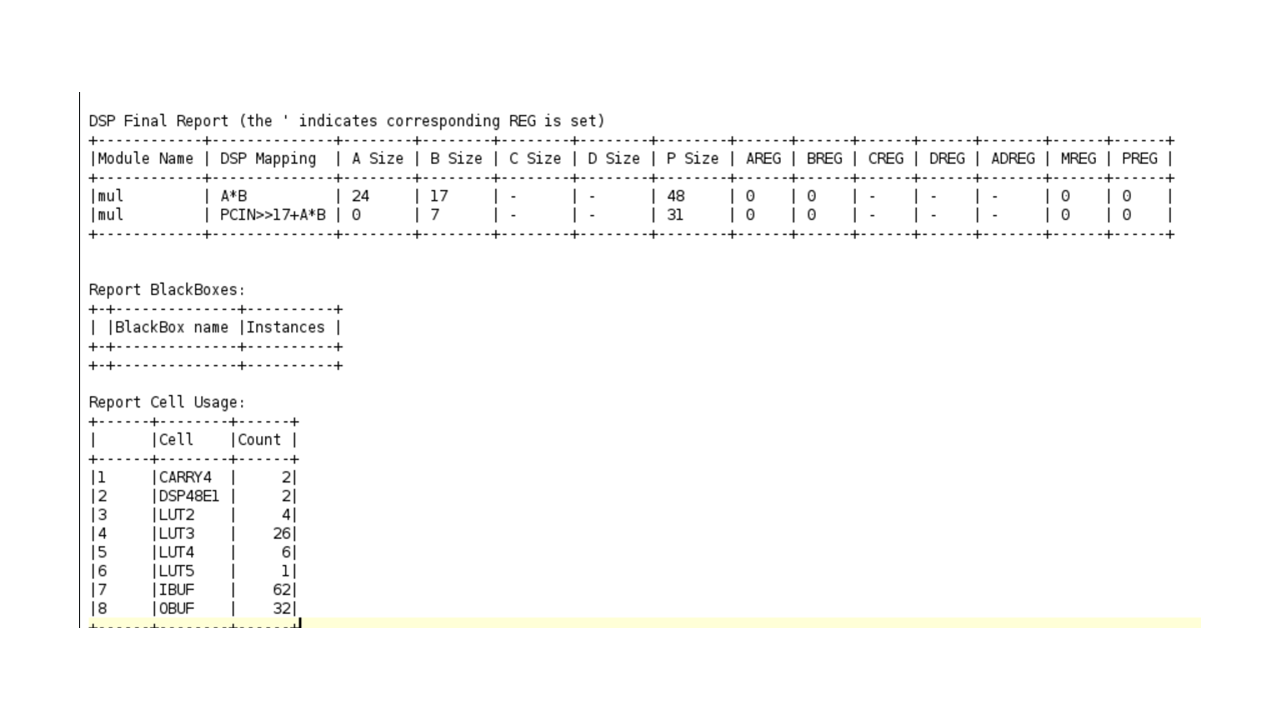 DSP Final Report (the ' indicates corresponding REG is set)
+------------+-------------+--------+--------+--------+--------+--------+------+------+------+------+-------+------+------+
|Module Name | DSP Mapping | A Size | B Size | C Size | D Size | P Size | AREG | BREG | CREG | DREG | ADREG | MREG | PREG |
+------------+-------------+--------+--------+--------+--------+--------+------+------+------+------+-------+------+------+
|mul | A*B | 24 | 17 | - | - | 48 | 0 | 0 | - | - | - | 0 | 0 |
|mul | PCIN>>17+A*B | 0 | 7 | - | - | 31 | 0 | 0 | - | - | - | 0 | 0 |
+------------+-------------+--------+--------+--------+--------+--------+------+------+------+------+-------+------+------+
Report BlackBoxes:
+-+--------------+----------+
| |BlackBox name |Instances |
+-+--------------+----------+
+-+--------------+----------+
Report Cell Usage:
+------+--------+------+
| |Cell |Count |
+------+--------+------+
|1 |CARRY4 | 2|
|2 |DSP48E1 | 2|
|3 |LUT2 | 4|
|4 |LUT3 | 26|
|5 |LUT4 | 6|
|6 |LUT5 | 1|
|7 |IBUF | 62|
|8 |OBUF | 32|
+------+--------+------+